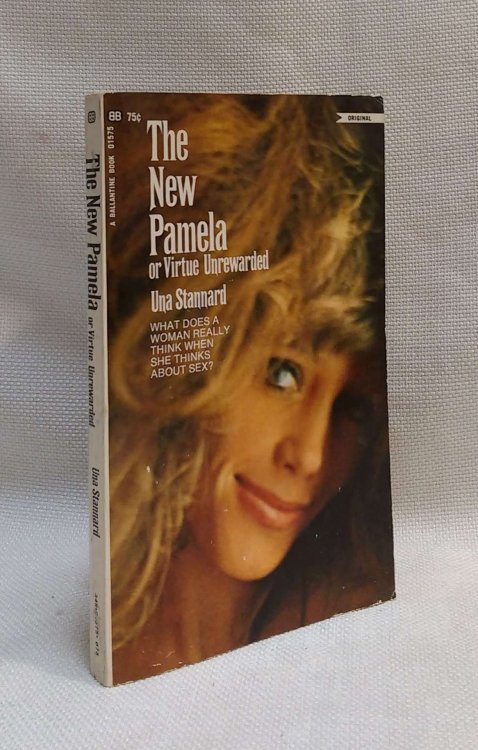 BB 75¢
ORIGINAL
A BALLANTINE BOOK 01575
The
New
Pamela
or Virtue Unrewarded
Una Stannard
WHAT DOES A
WOMAN REALLY
THINK WHEN
SHE THINKS
ABOUT SEX?
The New Pamela or Virtue Unrewarded Una Stannard